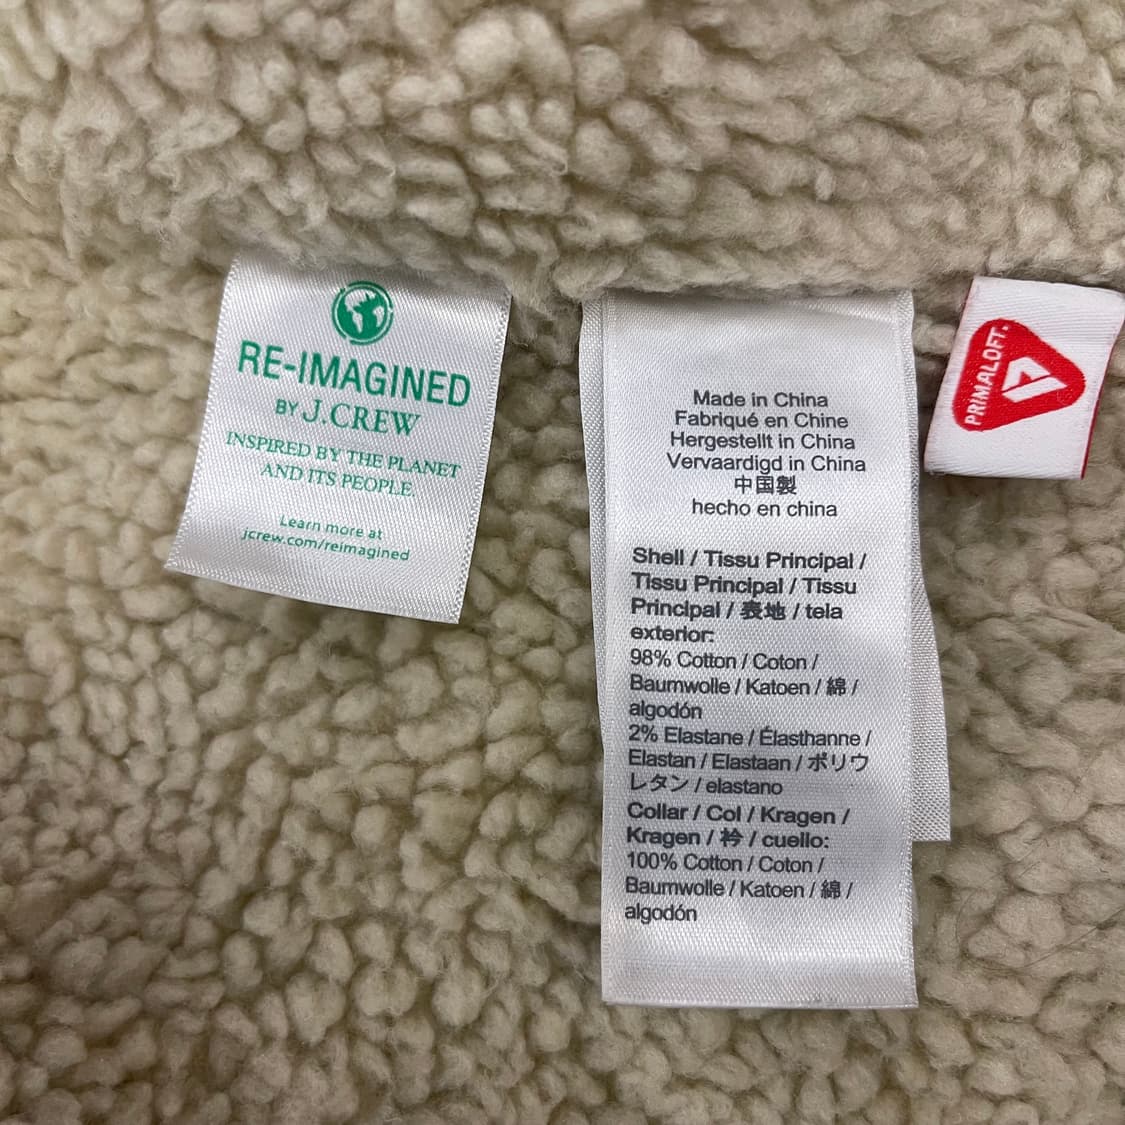 RE-IMAGINED
BY J.CREW
INSPIRED BY THE PLANET
AND ITS PEOPLE.
Learn more at
jcrew.com/reimagined
Made in China
Fabriqué en Chine
Hergestellt in China
Vervaardigd in China
中国製
hecho en china
Shell / Tissu Principal /
Tissu Principal / Tissu
Principal / 表地 / tela
exterior:
98% Cotton / Coton /
Baumwolle / Katoen / 綿 /
algodón
2% Elastane / Élasthanne /
Elastan / Elastaan / ポリウ
レタン / elastano
Collar / Col / Kragen /
Kragen / 衿 / cuello:
100% Cotton / Coton /
Baumwolle / Katoen / 綿 /
algodón
PRIMALOFT.